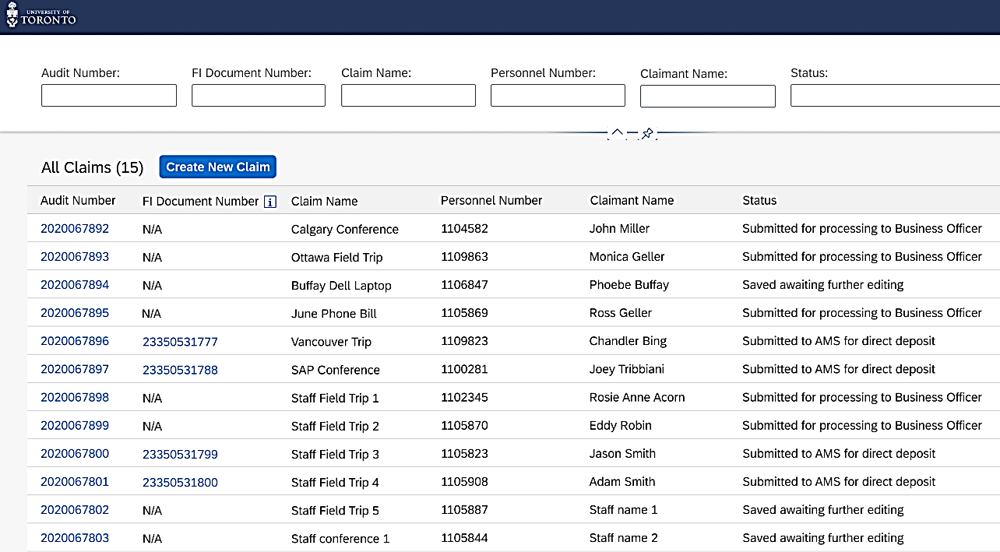 UNIVERSITY OF
TORONTO
Audit Number: FI Document Number: Claim Name: Personnel Number: Claimant Name: Status:
All Claims (15) Create New Claim
Audit Number FI Document Number i Claim Name Personnel Number Claimant Name Status
2020067892 N/A Calgary Conference 1104582 John Miller Submitted for processing to Business Officer
2020067893 N/A Ottawa Field Trip 1109863 Monica Geller Submitted for processing to Business Officer
2020067894 N/A Buffay Dell Laptop 1106847 Phoebe Buffay Saved awaiting further editing
2020067895 N/A June Phone Bill 1105869 Ross Geller Submitted for processing to Business Officer
2020067896 23350531777 Vancouver Trip 1109823 Chandler Bing Submitted to AMS for direct deposit
2020067897 23350531788 SAP Conference 1100281 Joey Tribbiani Submitted to AMS for direct deposit
2020067898 N/A Staff Field Trip 1 1102345 Rosie Anne Acorn Submitted for processing to Business Officer
2020067899 N/A Staff Field Trip 2 1105870 Eddy Robin Submitted for processing to Business Officer
2020067800 23350531799 Staff Field Trip 3 1105823 Jason Smith Submitted to AMS for direct deposit
2020067801 23350531800 Staff Field Trip 4 1105908 Adam Smith Submitted to AMS for direct deposit
2020067802 N/A Staff Field Trip 5 1105887 Staff name 1 Saved awaiting further editing
2020067803 N/A Staff conference 1 1105844 Staff name 2 Saved awaiting further editing